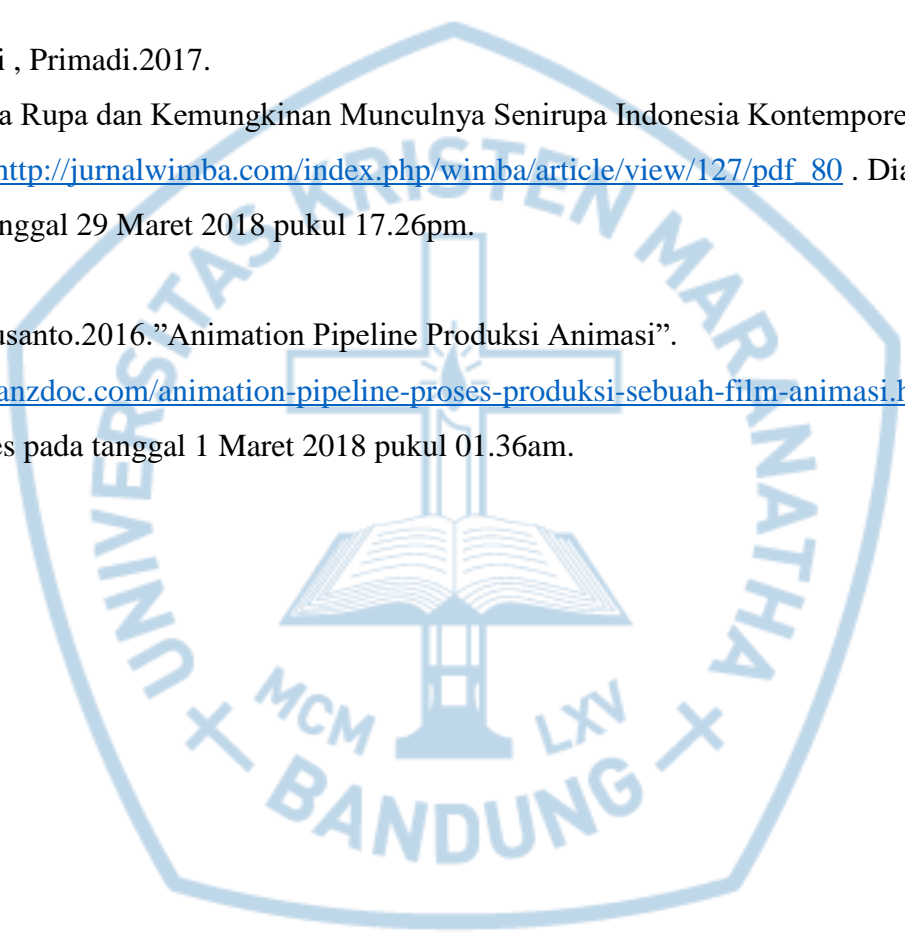 i , Primadi.2017.
a Rupa dan Kemungkinan Munculnya Senirupa Indonesia Kontempore
http://jurnalwimba.com/index.php/wimba/article/view/127/pdf_80 . Dia
nggal 29 Maret 2018 pukul 17.26pm.
usanto.2016.”Animation Pipeline Produksi Animasi”.
anzdoc.com/animation-pipeline-proses-produksi-sebuah-film-animasi.h
es pada tanggal 1 Maret 2018 pukul 01.36am.
UNIVERSITAS KRISTEN MARANATHA
MCM LXV
BANDUNG